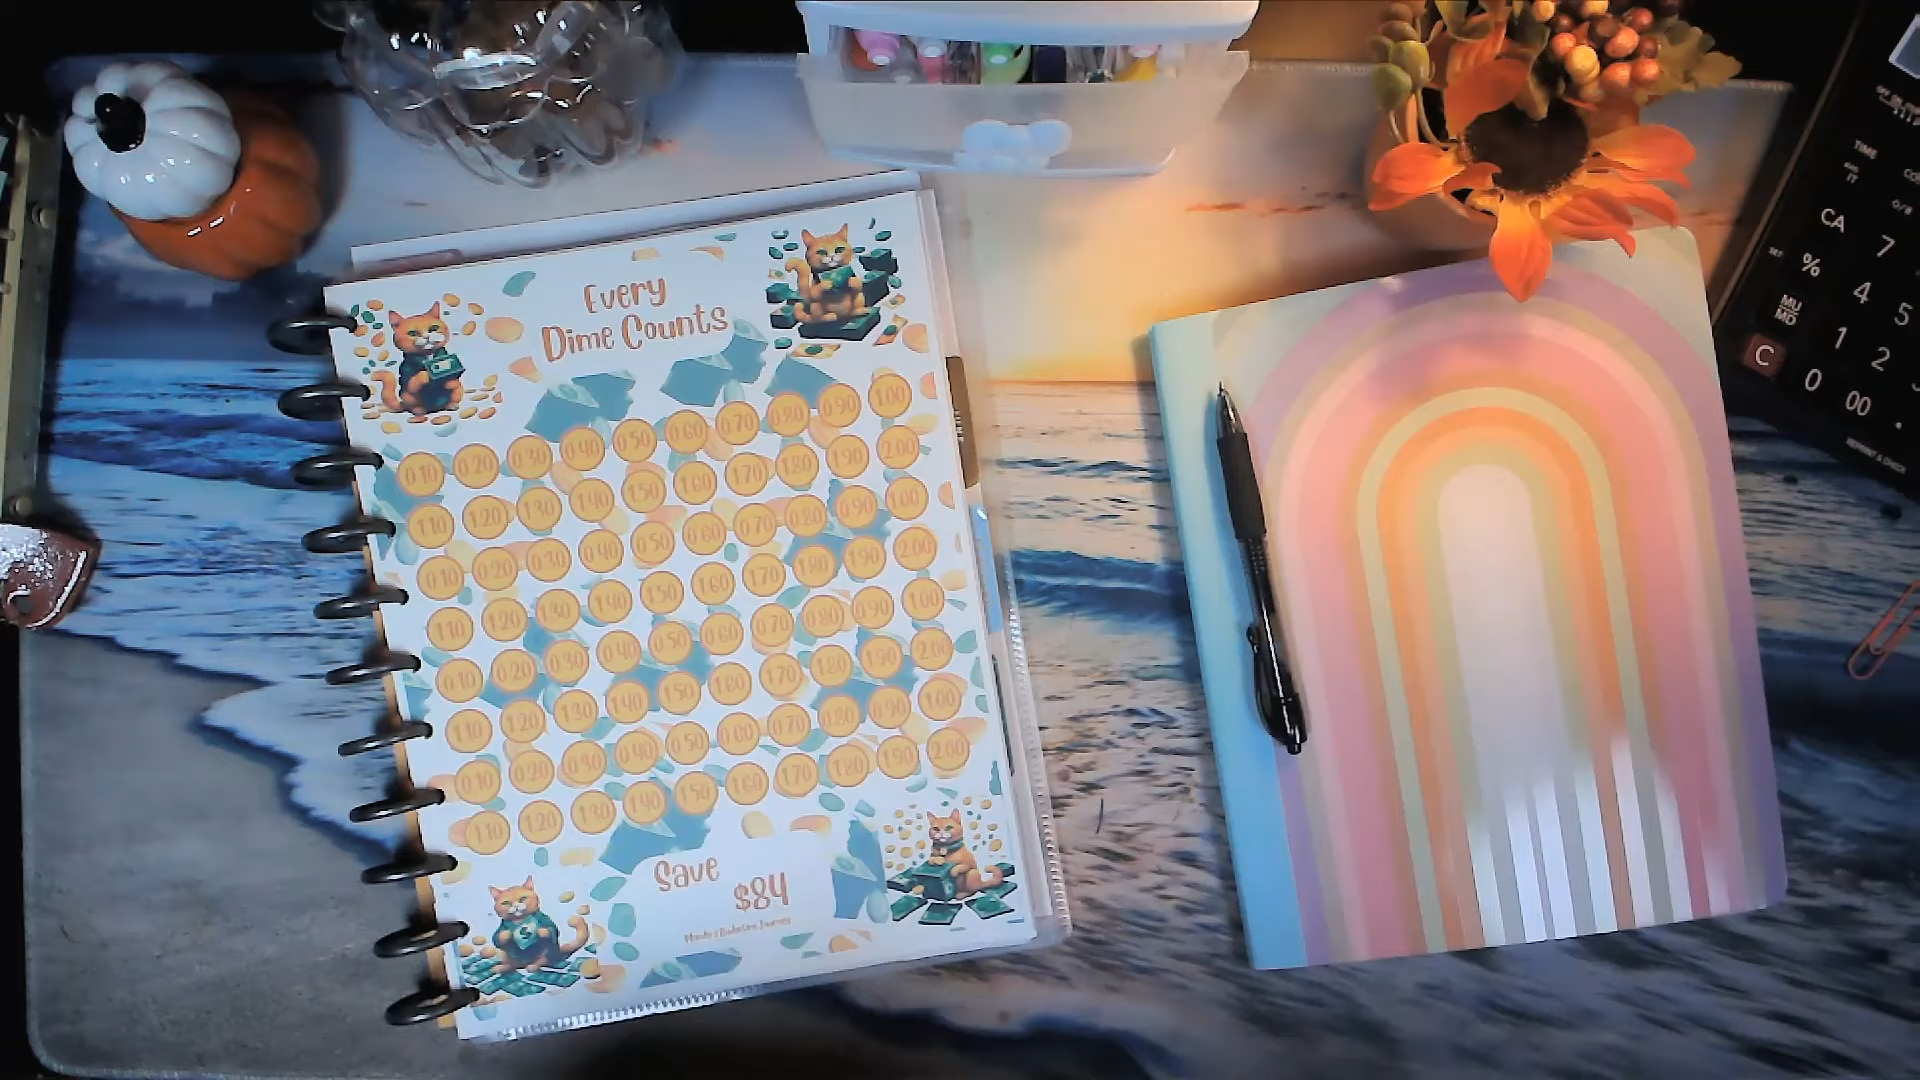 Every
Dime Counts
0.10 0.20 0.30 0.40 0.50 0.60 0.70 0.80 0.90 1.00
1.10 1.20 1.30 1.40 1.50 1.60 1.70 1.80 1.90 2.00
0.10 0.20 0.30 0.40 0.50 0.60 0.70 0.80 0.90 1.00
1.10 1.20 1.30 1.40 1.50 1.60 1.70 1.80 1.90 2.00
0.10 0.20 0.30 0.40 0.50 0.60 0.70 0.80 0.90 1.00
1.10 1.20 1.30 1.40 1.50 1.60 1.70 1.80 1.90 2.00
0.10 0.20 0.30 0.40 0.50 0.60 0.70 0.80 0.90 1.00
1.10 1.20 1.30 1.40 1.50 1.60 1.70 1.80 1.90 2.00
Save
$84
Journey
TIME
CA 7
SET % 4 5
MU MD 1 2
C 0 00 .
REPRINT & CHECK